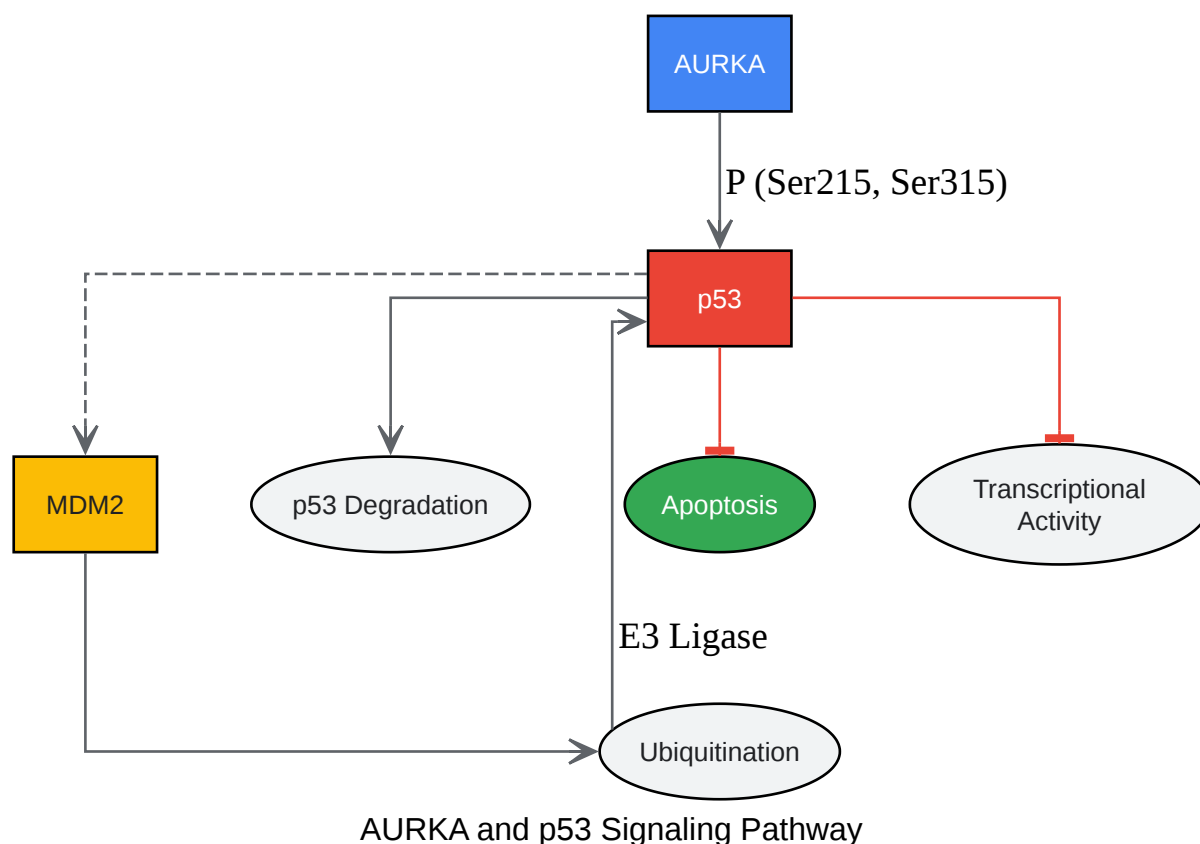 AURKA
P (Ser215, Ser315)
p53
MDM2
p53 Degradation
Apoptosis
Transcriptional
Activity
E3 Ligase
Ubiquitination
AURKA and p53 Signaling Pathway